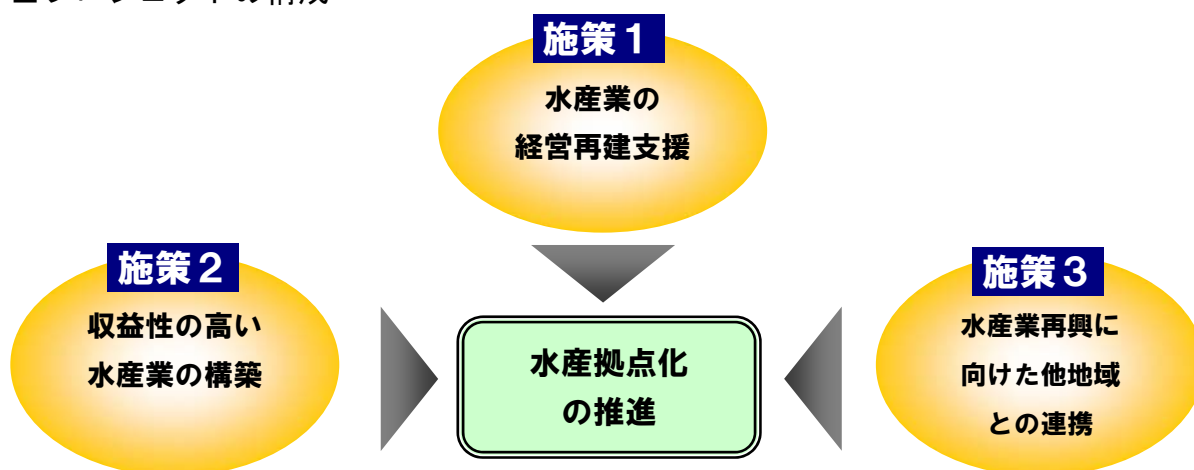 施策１
水産業の
経営再建支援
施策２
収益性の高い
水産業の構築
水産拠点化
の推進
施策３
水産業再興に
向けた他地域
との連携